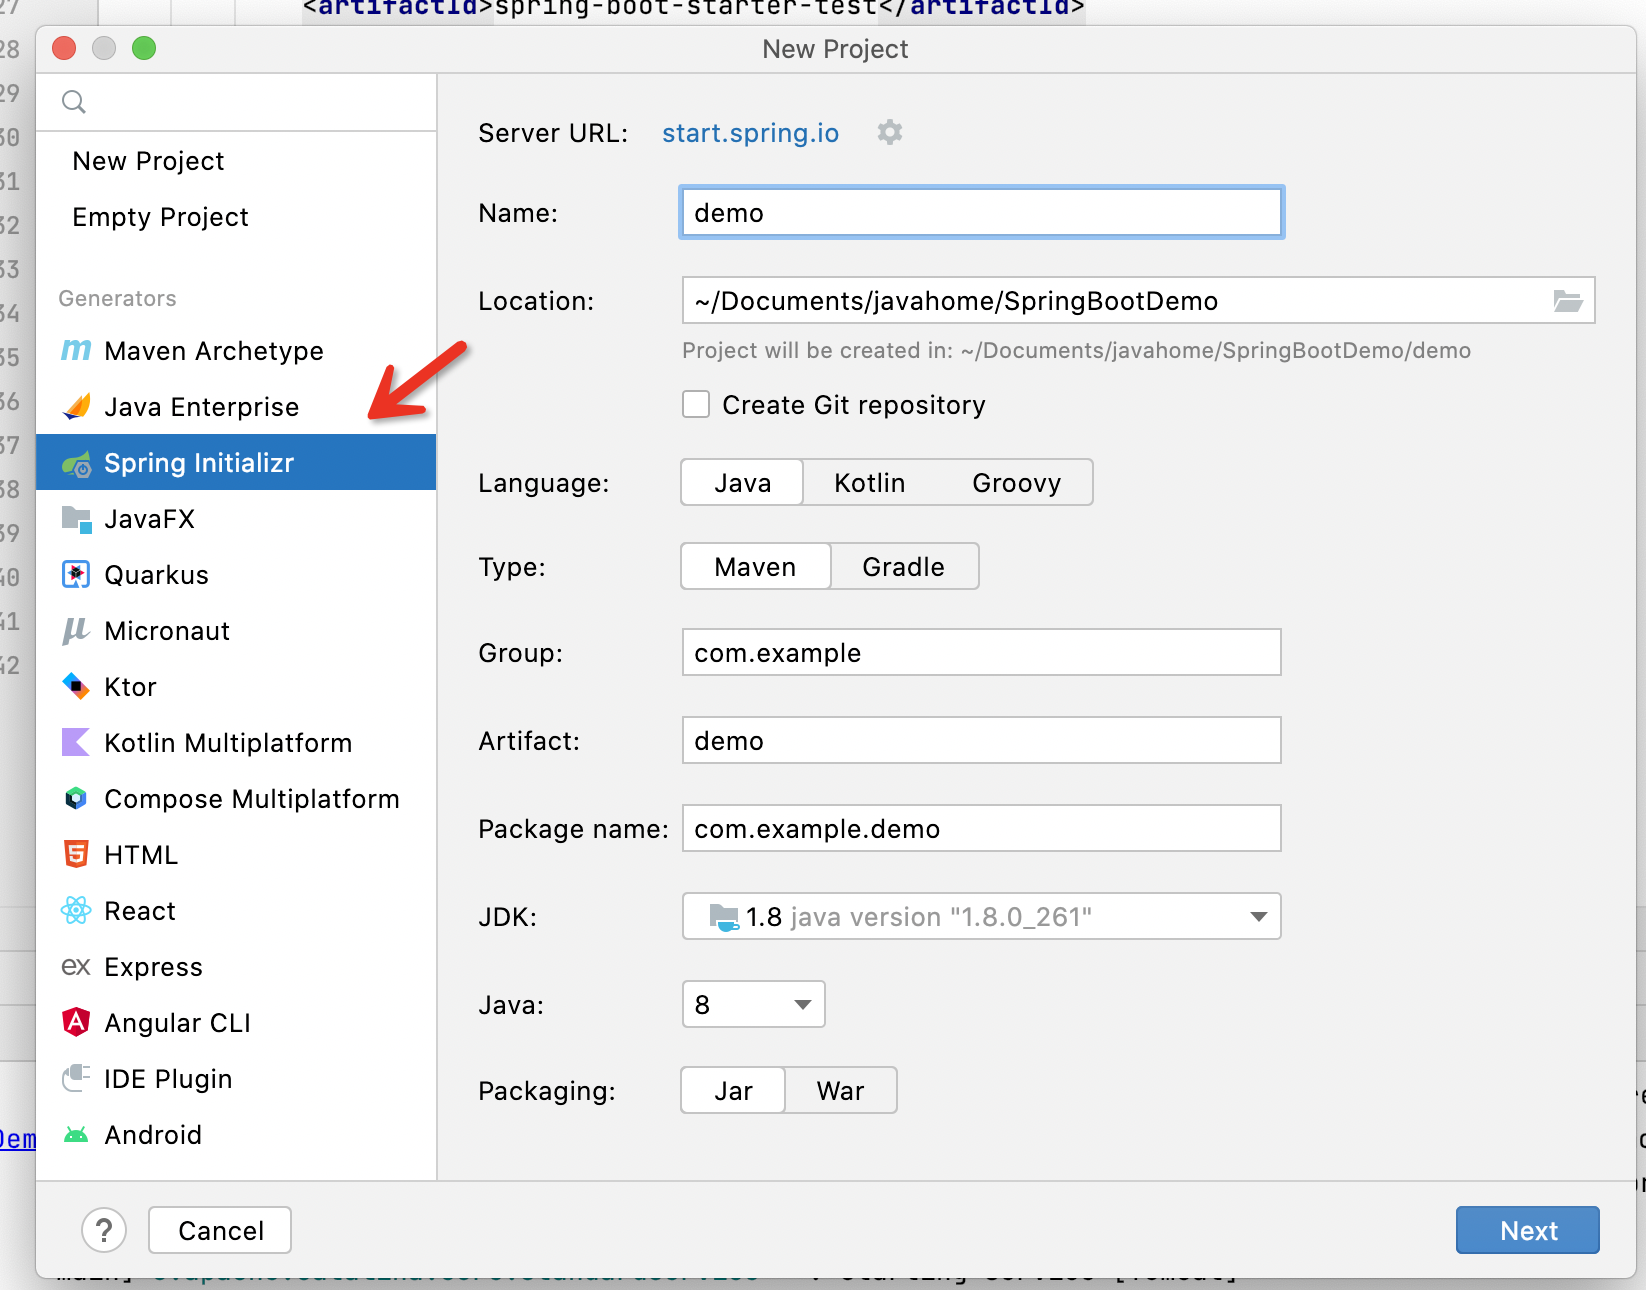 <artifactId>spring-boot-starter-test</artifactId>
New Project
New Project
Empty Project
Generators
Maven Archetype
Java Enterprise
Spring Initializr
JavaFX
Quarkus
Micronaut
Ktor
Kotlin Multiplatform
Compose Multiplatform
HTML
React
Express
Angular CLI
IDE Plugin
Android
Server URL: start.spring.io
Name: demo
Location: ~/Documents/javahome/SpringBootDemo
Project will be created in: ~/Documents/javahome/SpringBootDemo/demo
Create Git repository
Language: Java Kotlin Groovy
Type: Maven Gradle
Group: com.example
Artifact: demo
Package name: com.example.demo
JDK: 1.8 java version "1.8.0_261"
Java: 8
Packaging: Jar War
? Cancel Next